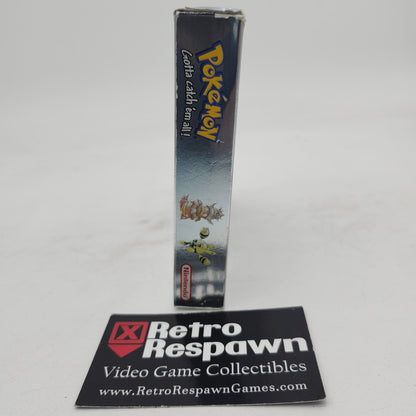 POKéMON
Gotta catch 'em all!
Nintendo
Retro
Respawn
Video Game Collectibles
www.RetroRespawnGames.com